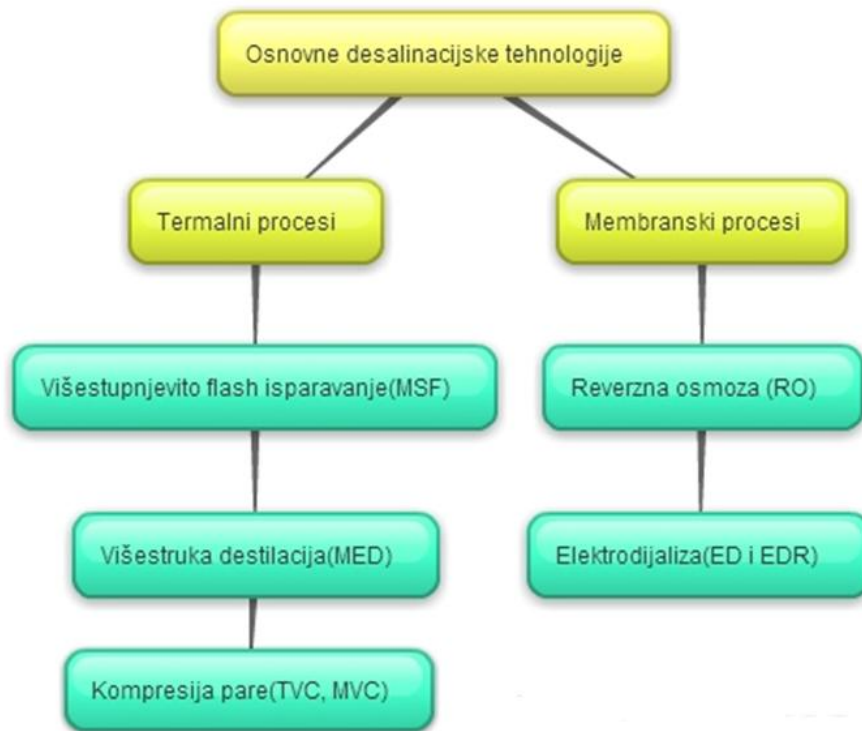 Osnovne desalinacijske tehnologije
Termalni procesi
Membranski procesi
Višestupnjevito flash isparavanje(MSF)
Reverzna osmoza (RO)
Višestruka destilacija(MED)
Elektrodijaliza(ED i EDR)
Kompresija pare(TVC, MVC)